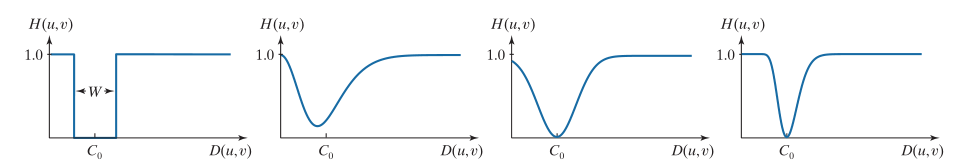 H(u,v) H(u,v) H(u,v) H(u,v)
1.0 1.0 1.0 1.0
W
C₀ D(u,v) C₀ D(u,v) C₀ D(u,v) C₀ D(u,v)